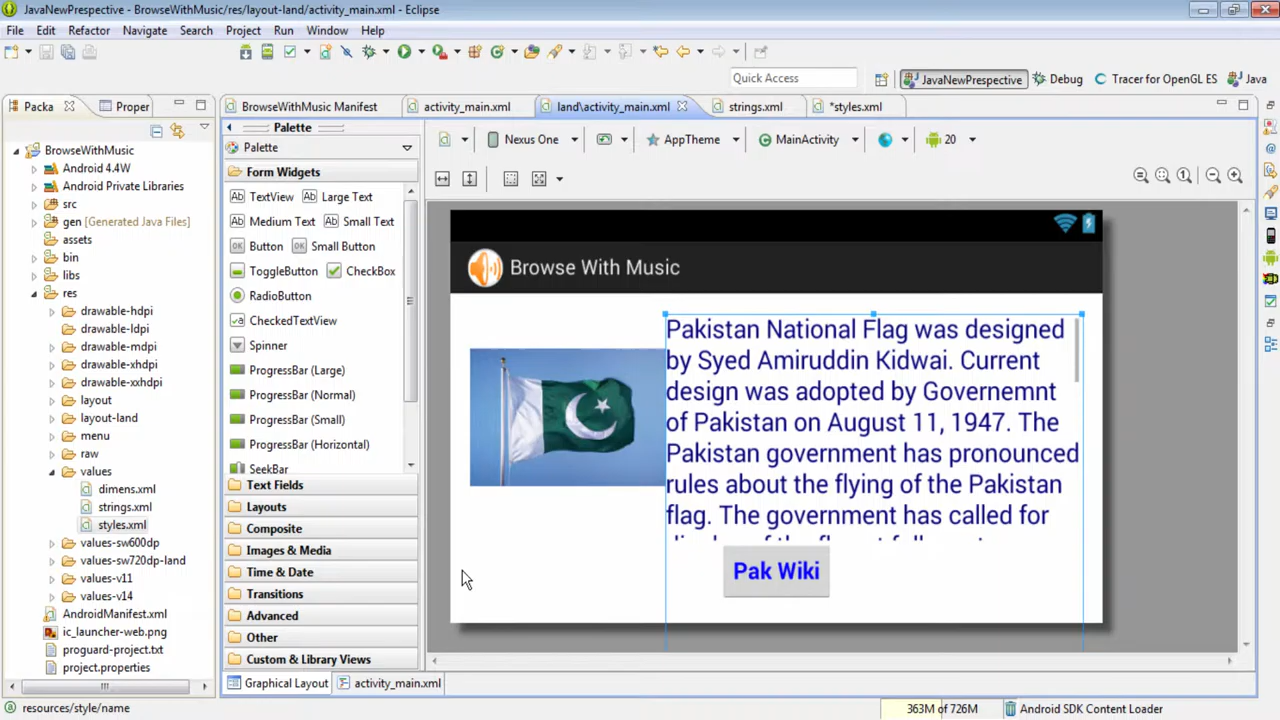 JavaNewPrespective - BrowseWithMusic/res/layout-land/activity_main.xml - Eclipse
File Edit Refactor Navigate Search Project Run Window Help
Quick Access
JavaNewPrespective Debug Tracer for OpenGL ES Java
Packa Proper
BrowseWithMusic Manifest activity_main.xml land\activity_main.xml strings.xml *styles.xml
BrowseWithMusic
Android 4.4W
Android Private Libraries
src
gen [Generated Java Files]
assets
bin
libs
res
drawable-hdpi
drawable-ldpi
drawable-mdpi
drawable-xhdpi
drawable-xxhdpi
layout
layout-land
menu
raw
values
dimens.xml
strings.xml
styles.xml
values-sw600dp
values-sw720dp-land
values-v11
values-v14
AndroidManifest.xml
ic_launcher-web.png
proguard-project.txt
project.properties
Palette
Palette
Form Widgets
Ab TextView Ab Large Text
Ab Medium Text Ab Small Text
OK Button OK Small Button
ToggleButton CheckBox
RadioButton
CheckedTextView
Spinner
ProgressBar (Large)
ProgressBar (Normal)
ProgressBar (Small)
ProgressBar (Horizontal)
SeekBar
Text Fields
Layouts
Composite
Images & Media
Time & Date
Transitions
Advanced
Other
Custom & Library Views
Nexus One AppTheme MainActivity 20
Browse With Music
Pakistan National Flag was designed
by Syed Amiruddin Kidwai. Current
design was adopted by Governemnt
of Pakistan on August 11, 1947. The
Pakistan government has pronounced
rules about the flying of the Pakistan
flag. The government has called for
Pak Wiki
Graphical Layout activity_main.xml
resources/style/name
363M of 726M
Android SDK Content Loader